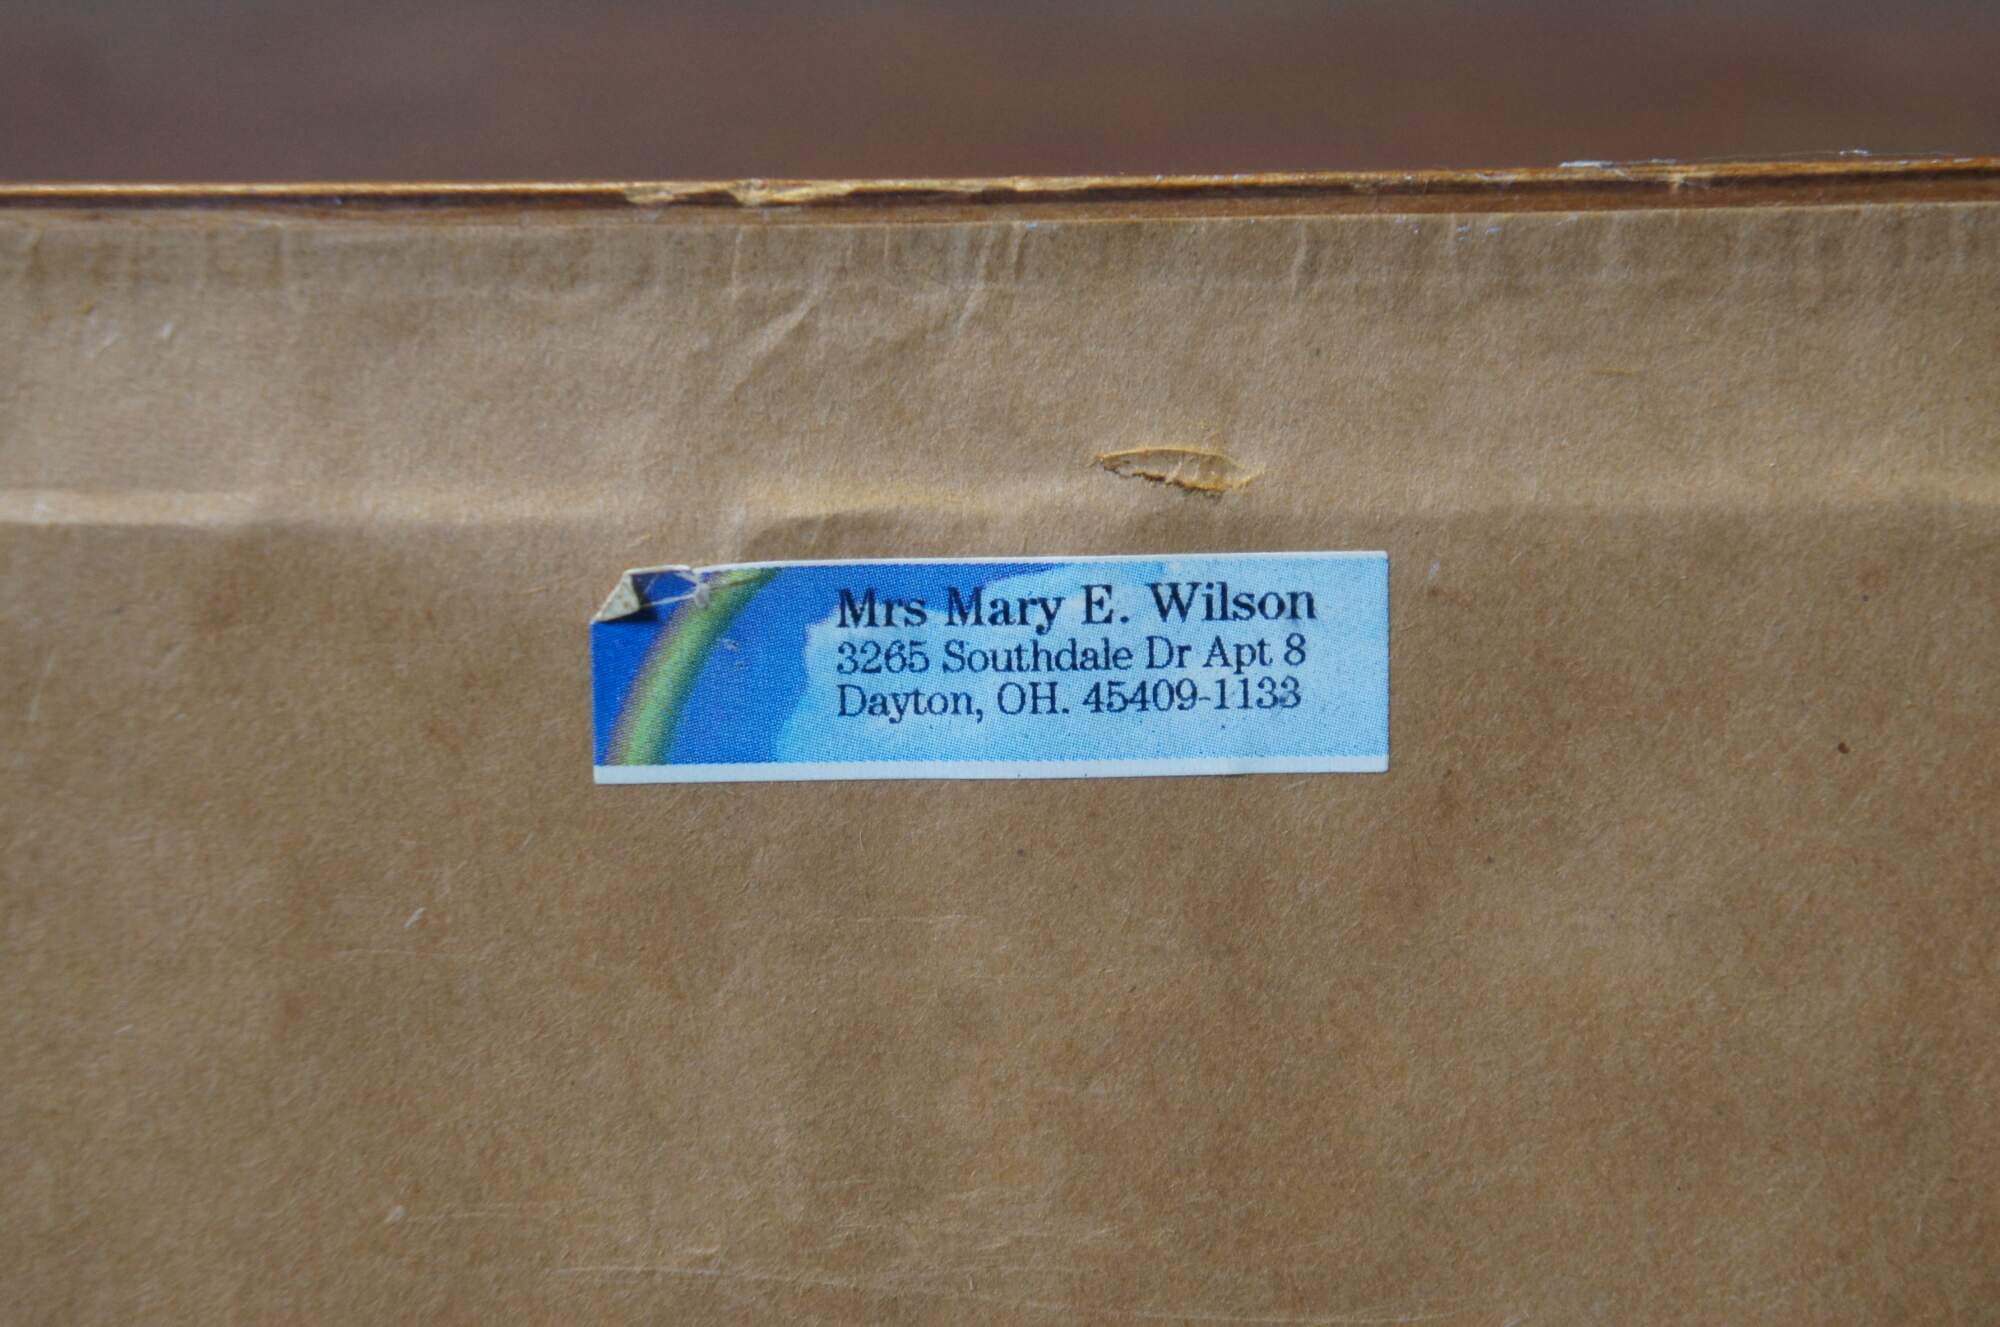 Mrs Mary E. Wilson
3265 Southdale Dr Apt 8
Dayton, OH. 45409-1133